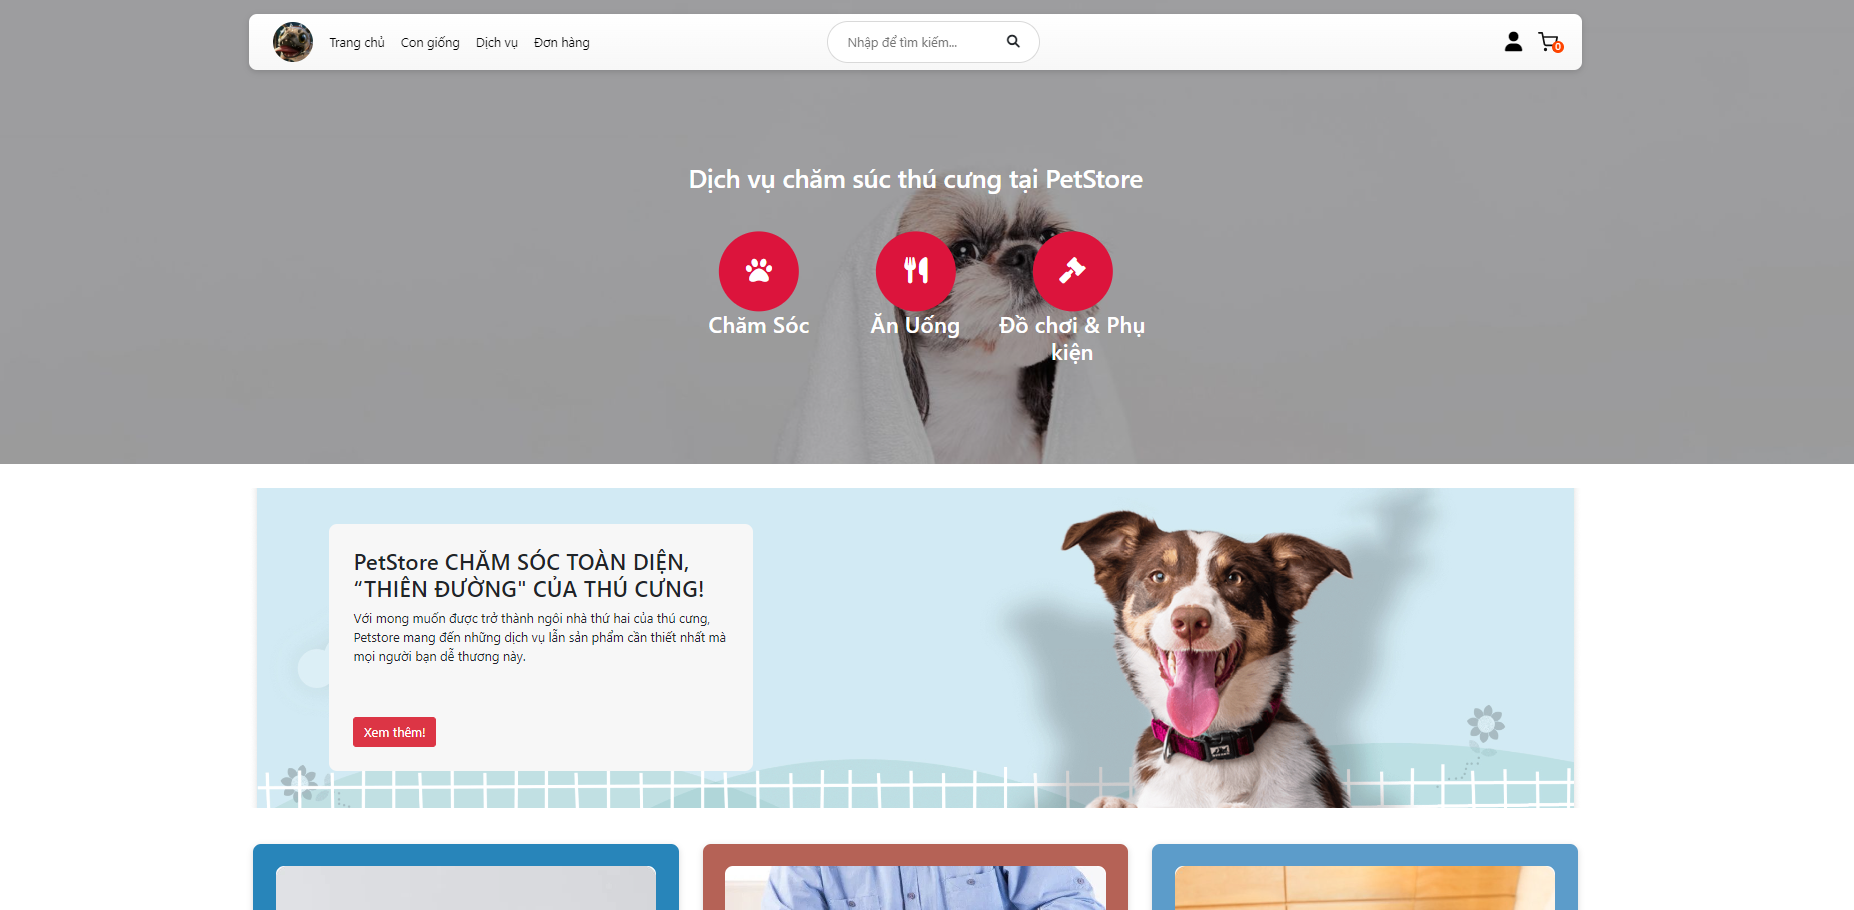 Trang chủ Con giống Dịch vụ Đơn hàng Nhập để tìm kiếm... 0
Dịch vụ chăm súc thú cưng tại PetStore
Chăm Sóc Ăn Uống Đồ chơi & Phụ
kiện
PetStore CHĂM SÓC TOÀN DIỆN,
“THIÊN ĐƯỜNG" CỦA THÚ CƯNG!
Với mong muốn được trở thành ngôi nhà thứ hai của thú cưng,
Petstore mang đến những dịch vụ lẫn sản phẩm cần thiết nhất mà
mọi người bạn dễ thương này.
Xem thêm!